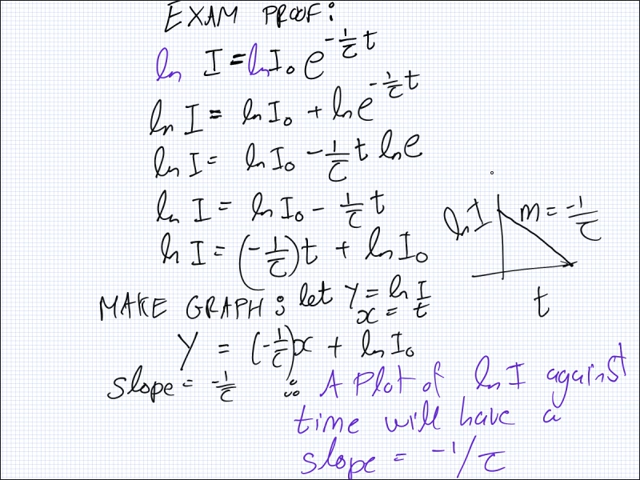 EXAM PROOF:
ln I = ln I₀ e^(-1/τ t)
ln I = ln I₀ + ln e^(-1/τ t)
ln I = ln I₀ - 1/τ t ln e
ln I = ln I₀ - 1/τ t
ln I = (-1/τ)t + ln I₀
ln I
m = -1/τ
t
MAKE GRAPH: let Y = ln I
x = t
Y = (-1/τ)x + ln I₀
slope = -1/τ
∴ A Plot of ln I against
time will have a
slope = -1/τ